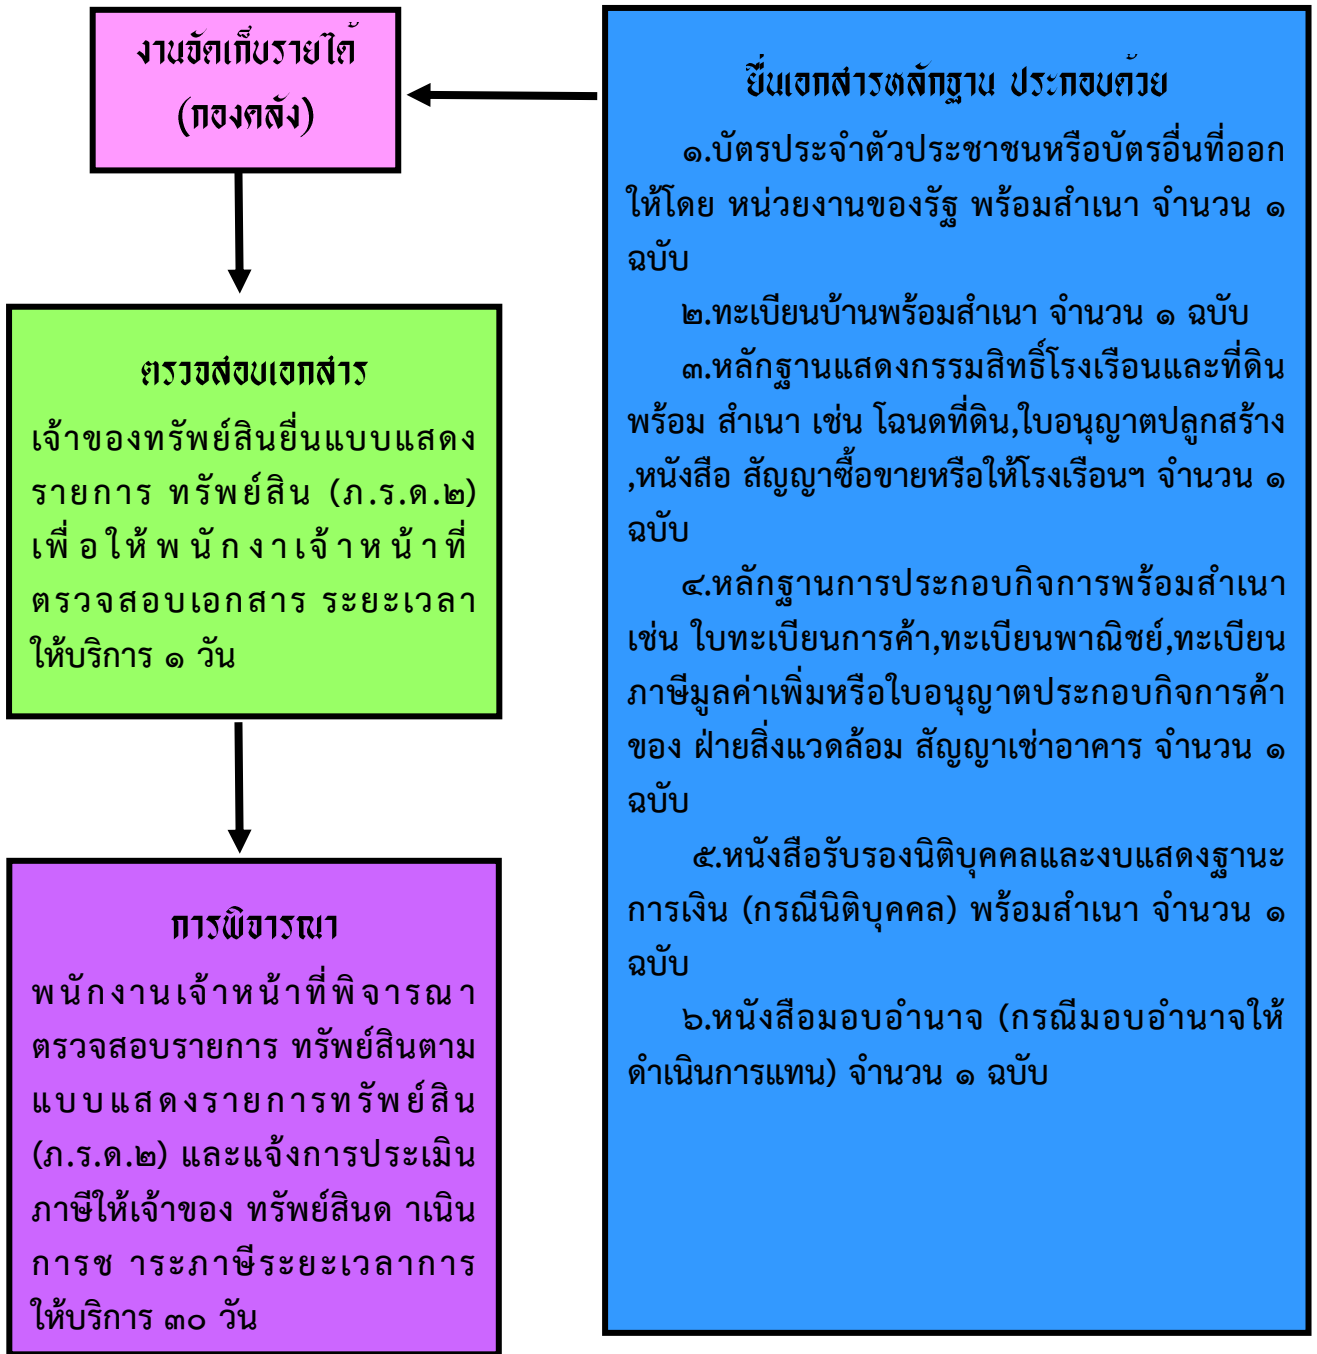 งานจัดเก็บรายได้
(กองคลัง)
ยื่นเอกสารหลักฐาน ประกอบด้วย
๑.บัตรประจำตัวประชาชนหรือบัตรอื่นที่ออก
ให้โดย หน่วยงานของรัฐ พร้อมสำเนา จำนวน ๑
ฉบับ
๒.ทะเบียนบ้านพร้อมสำเนา จำนวน ๑ ฉบับ
๓.หลักฐานแสดงกรรมสิทธิ์โรงเรือนและที่ดิน
พร้อม สำเนา เช่น โฉนดที่ดิน,ใบอนุญาตปลูกสร้าง
,หนังสือ สัญญาซื้อขายหรือให้โรงเรือนฯ จำนวน ๑
ฉบับ
๔.หลักฐานการประกอบกิจการพร้อมสำเนา
เช่น ใบทะเบียนการค้า,ทะเบียนพาณิชย์,ทะเบียน
ภาษีมูลค่าเพิ่มหรือใบอนุญาตประกอบกิจการค้า
ของ ฝ่ายสิ่งแวดล้อม สัญญาเช่าอาคาร จำนวน ๑
ฉบับ
๕.หนังสือรับรองนิติบุคคลและงบแสดงฐานะ
การเงิน (กรณีนิติบุคคล) พร้อมสำเนา จำนวน ๑
ฉบับ
๖.หนังสือมอบอำนาจ (กรณีมอบอำนาจให้
ดำเนินการแทน) จำนวน ๑ ฉบับ
ตรวจสอบเอกสาร
เจ้าของทรัพย์สินยื่นแบบแสดง
รายการ ทรัพย์สิน (ภ.ร.ด.๒)
เพื่อให้พนักงาเจ้าหน้าที่
ตรวจสอบเอกสาร ระยะเวลา
ให้บริการ ๑ วัน
การพิจารณา
พนักงานเจ้าหน้าที่พิจารณา
ตรวจสอบรายการ ทรัพย์สินตาม
แบบแสดงรายการทรัพย์สิน
(ภ.ร.ด.๒) และแจ้งการประเมิน
ภาษีให้เจ้าของ ทรัพย์สินด าเนิน
การช าระภาษีระยะเวลาการ
ให้บริการ ๓๐ วัน